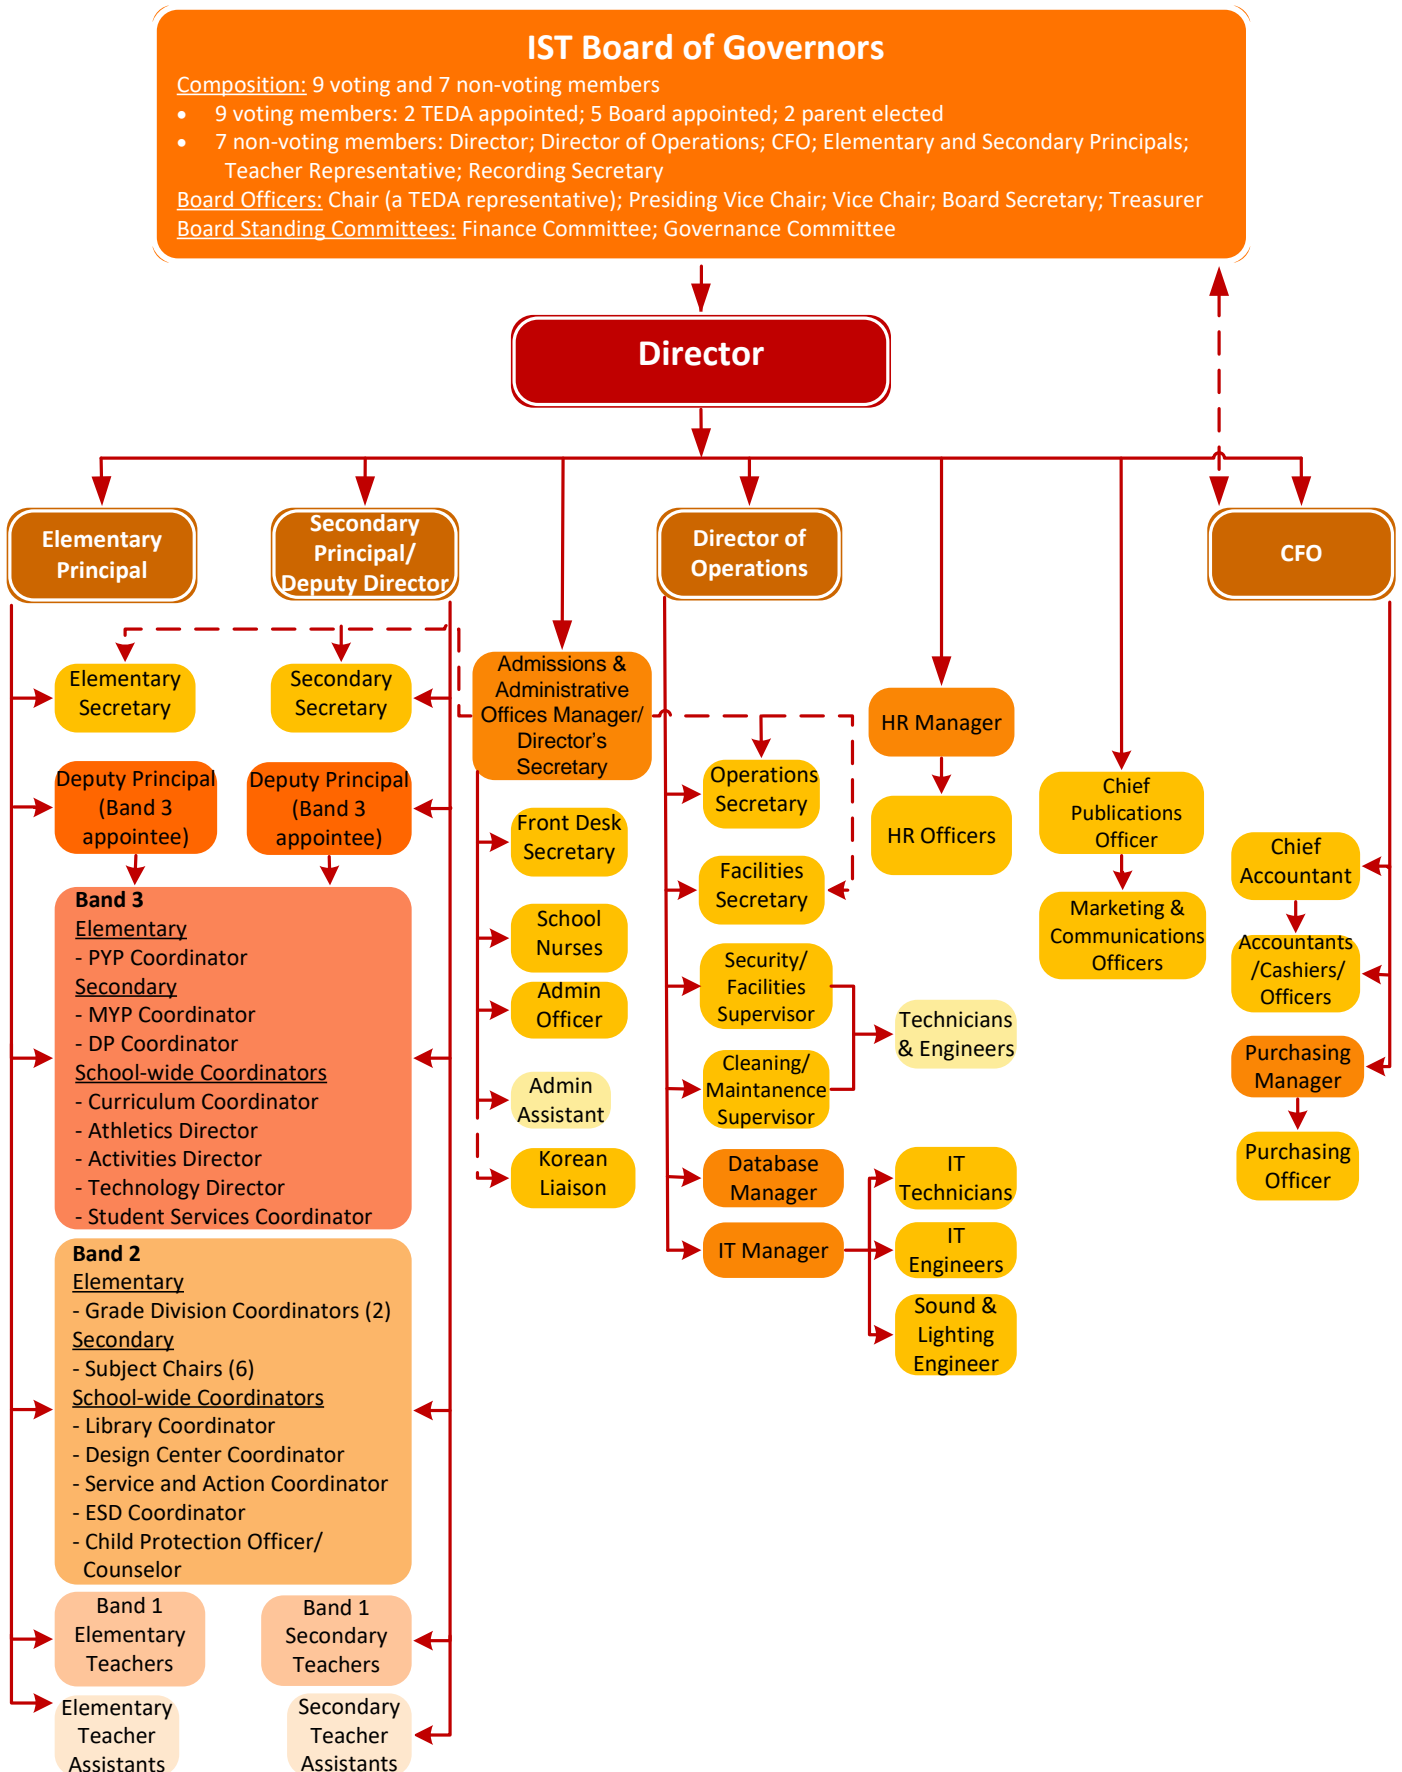 IST Board of Governors
Composition: 9 voting and 7 non-voting members
• 9 voting members: 2 TEDA appointed; 5 Board appointed; 2 parent elected
• 7 non-voting members: Director; Director of Operations; CFO; Elementary and Secondary Principals;
Teacher Representative; Recording Secretary
Board Officers: Chair (a TEDA representative); Presiding Vice Chair; Vice Chair; Board Secretary; Treasurer
Board Standing Committees: Finance Committee; Governance Committee
Director
Elementary
Principal
Secondary
Principal/
Deputy Director
Director of
Operations
CFO
Elementary
Secretary
Secondary
Secretary
Admissions &
Administrative
Offices Manager/
Director's
Secretary
HR Manager
Deputy Principal
(Band 3
appointee)
Deputy Principal
(Band 3
appointee)
Operations
Secretary
HR Officers
Chief
Publications
Officer
Front Desk
Secretary
Chief
Accountant
Facilities
Secretary
Band 3
Elementary
- PYP Coordinator
Secondary
- MYP Coordinator
- DP Coordinator
School-wide Coordinators
- Curriculum Coordinator
- Athletics Director
- Activities Director
- Technology Director
- Student Services Coordinator
School
Nurses
Admin
Officer
Admin
Assistant
Korean
Liaison
Security/
Facilities
Supervisor
Cleaning/
Maintanence
Supervisor
Technicians
& Engineers
Marketing &
Communications
Officers
Accountants
/Cashiers/
Officers
Purchasing
Manager
Purchasing
Officer
Database
Manager
IT Manager
IT
Technicians
IT
Engineers
Sound &
Lighting
Engineer
Band 2
Elementary
- Grade Division Coordinators (2)
Secondary
- Subject Chairs (6)
School-wide Coordinators
- Library Coordinator
- Design Center Coordinator
- Service and Action Coordinator
- ESD Coordinator
- Child Protection Officer/
Counselor
Band 1
Elementary
Teachers
Band 1
Secondary
Teachers
Elementary
Teacher
Assistants
Secondary
Teacher
Assistants